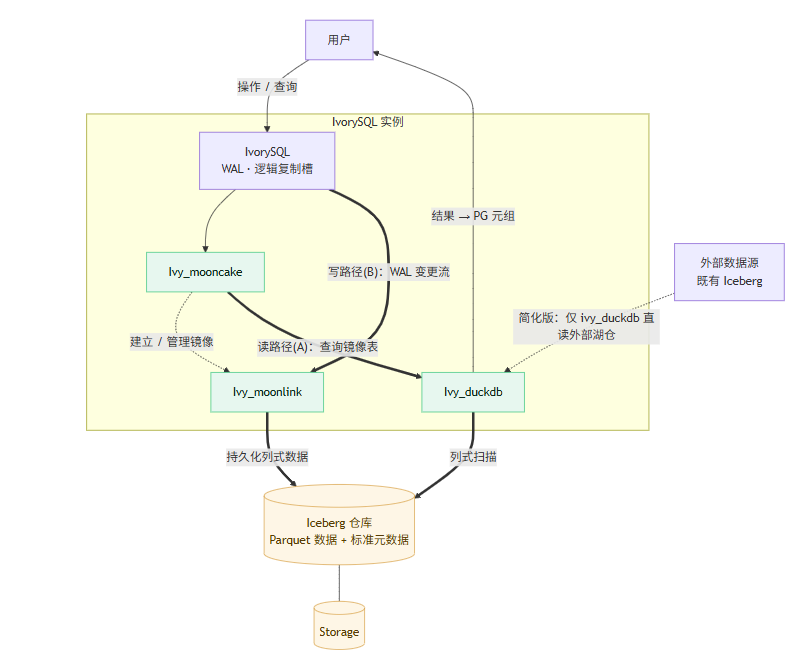 用户
操作 / 查询
IvorySQL 实例
IvorySQL
WAL · 逻辑复制槽
结果 → PG 元组
外部数据源
既有 Iceberg
Ivy_mooncake
写路径(B)：WAL 变更流
简化版：仅 ivy_duckdb 直
读外部湖仓
建立 / 管理镜像
读路径(A)：查询镜像表
Ivy_moonlink
Ivy_duckdb
持久化列式数据
列式扫描
Iceberg 仓库
Parquet 数据 + 标准元数据
Storage